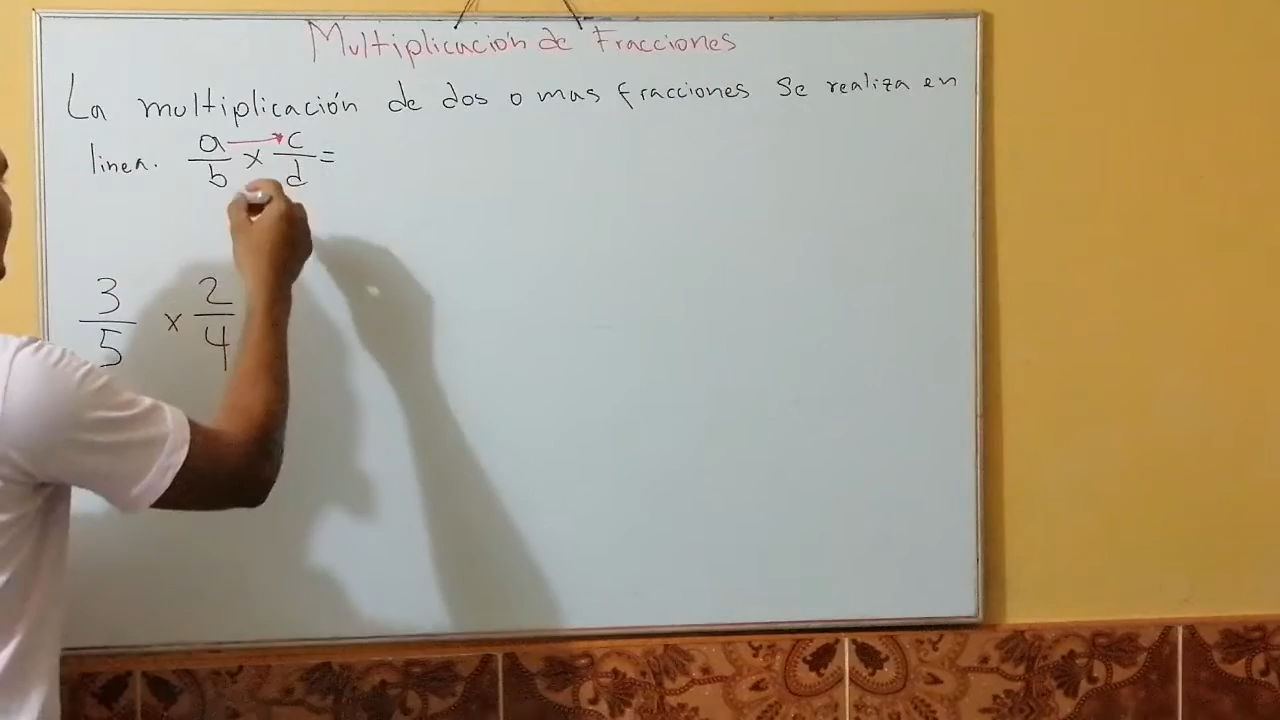 Multiplicación de Fracciones
La multiplicación de dos o mas fracciones se realiza en
linea. a/b x c/d =
3/5 x 2/4